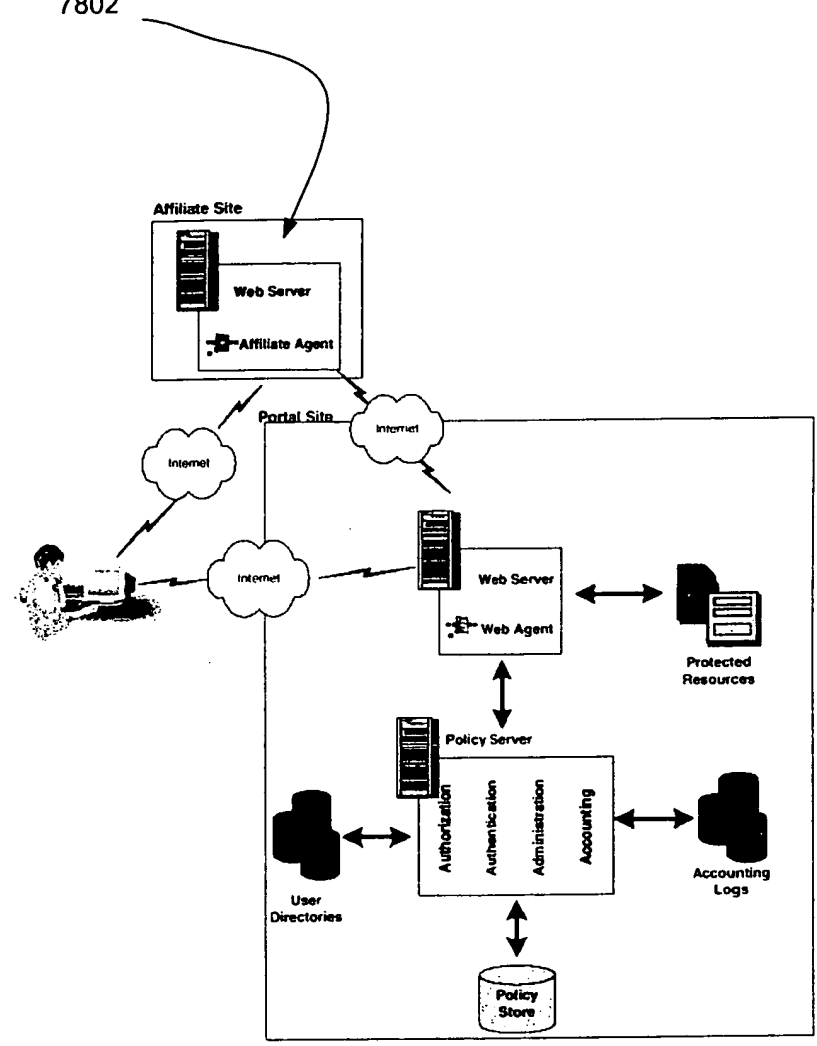 7802
Affiliate Site
Web Server
Affiliate Agent
Portal Site
Internet
Internet
Internet
Web Server
Web Agent
Protected
Resources
Policy Server
Authorization
Authentication
Administration
Accounting
User
Directories
Accounting
Logs
Policy
Store